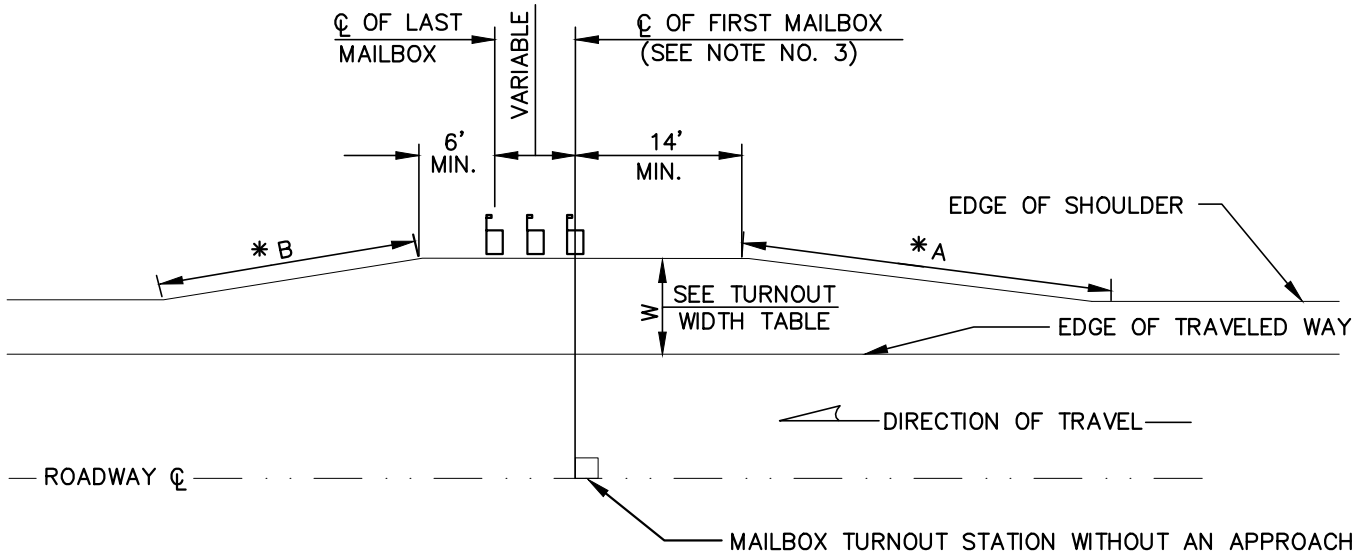 ℄ OF LAST
MAILBOX
VARIABLE
℄ OF FIRST MAILBOX
(SEE NOTE NO. 3)
6'
MIN.
14'
MIN.
EDGE OF SHOULDER
* B
* A
W
SEE TURNOUT
WIDTH TABLE
EDGE OF TRAVELED WAY
DIRECTION OF TRAVEL
ROADWAY ℄
MAILBOX TURNOUT STATION WITHOUT AN APPROACH